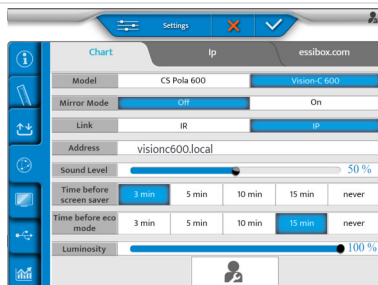 Settings
Chart Ip essibox.com
Model CS Pola 600 Vision-C 600
Mirror Mode Off On
Link IR IP
Address visionc600.local
Sound Level 50 %
Time before screen saver 3 min 5 min 10 min 15 min never
Time before eco mode 3 min 5 min 10 min 15 min never
Luminosity 100 %